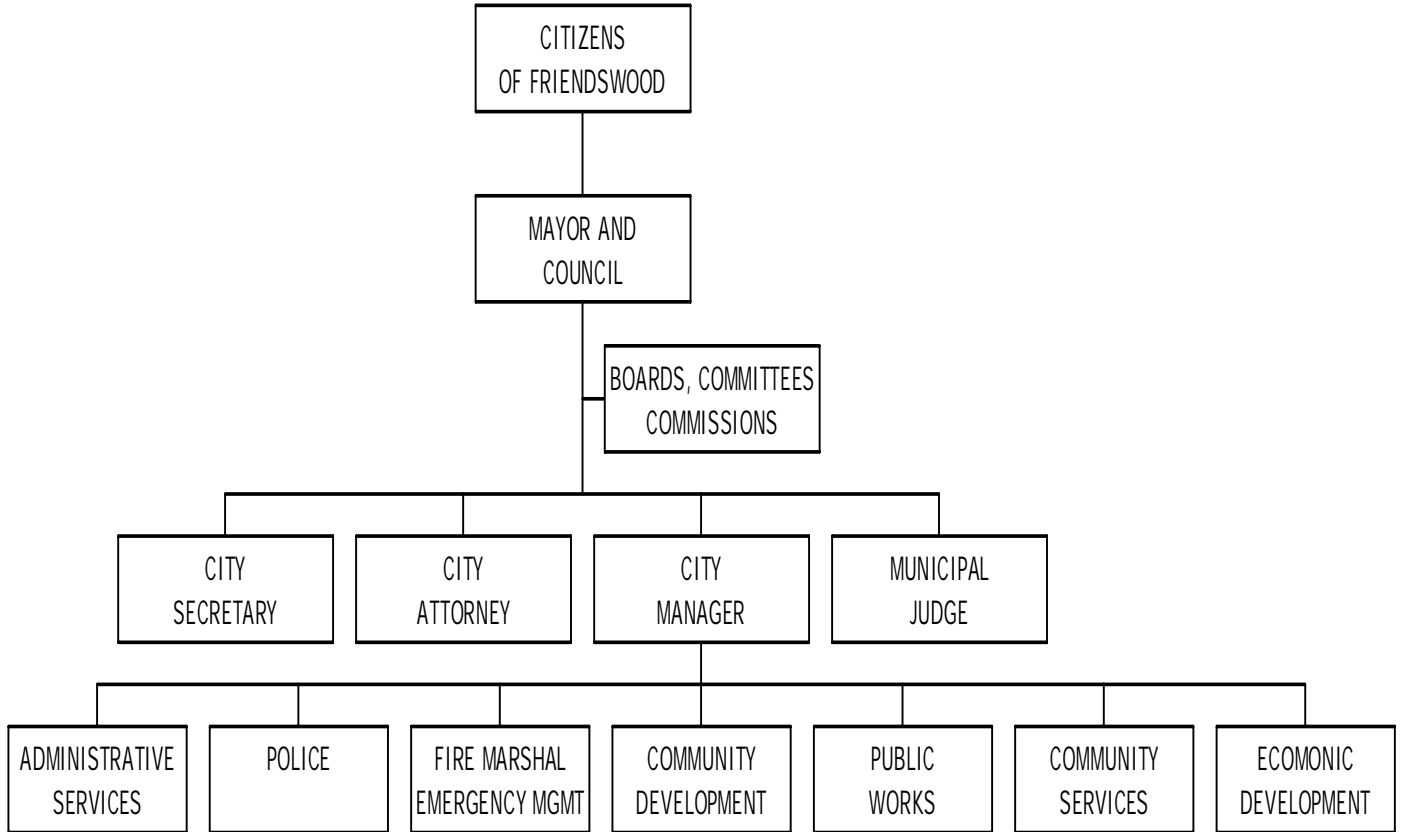 CITIZENS
OF FRIENDSWOOD
MAYOR AND
COUNCIL
BOARDS, COMMITTEES
COMMISSIONS
CITY
SECRETARY
CITY
ATTORNEY
CITY
MANAGER
MUNICIPAL
JUDGE
ADMINISTRATIVE
SERVICES
POLICE
FIRE MARSHAL
EMERGENCY MGMT
COMMUNITY
DEVELOPMENT
PUBLIC
WORKS
COMMUNITY
SERVICES
ECOMONIC
DEVELOPMENT